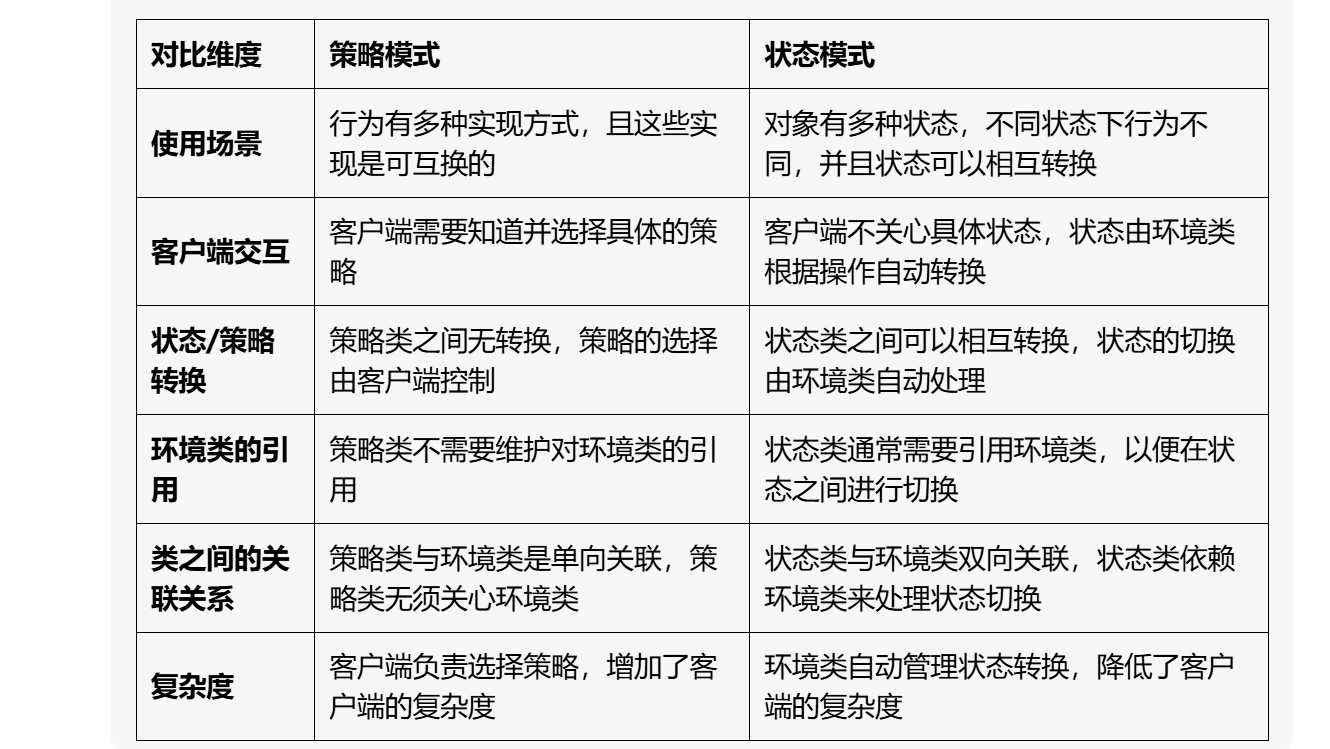 对比维度
策略模式
状态模式
使用场景
行为有多种实现方式，且这些实
现是可互换的
对象有多种状态，不同状态下行为不
同，并且状态可以相互转换
客户端交互
客户端需要知道并选择具体的策
略
客户端不关心具体状态，状态由环境类
根据操作自动转换
状态/策略
转换
策略类之间无转换，策略的选择
由客户端控制
状态类之间可以相互转换，状态的切换
由环境类自动处理
环境类的引
用
策略类不需要维护对环境类的引
用
状态类通常需要引用环境类，以便在状
态之间进行切换
类之间的关
联关系
策略类与环境类是单向关联，策
略类无须关心环境类
状态类与环境类双向关联，状态类依赖
环境类来处理状态切换
复杂度
客户端负责选择策略，增加了客
户端的复杂度
环境类自动管理状态转换，降低了客户
端的复杂度